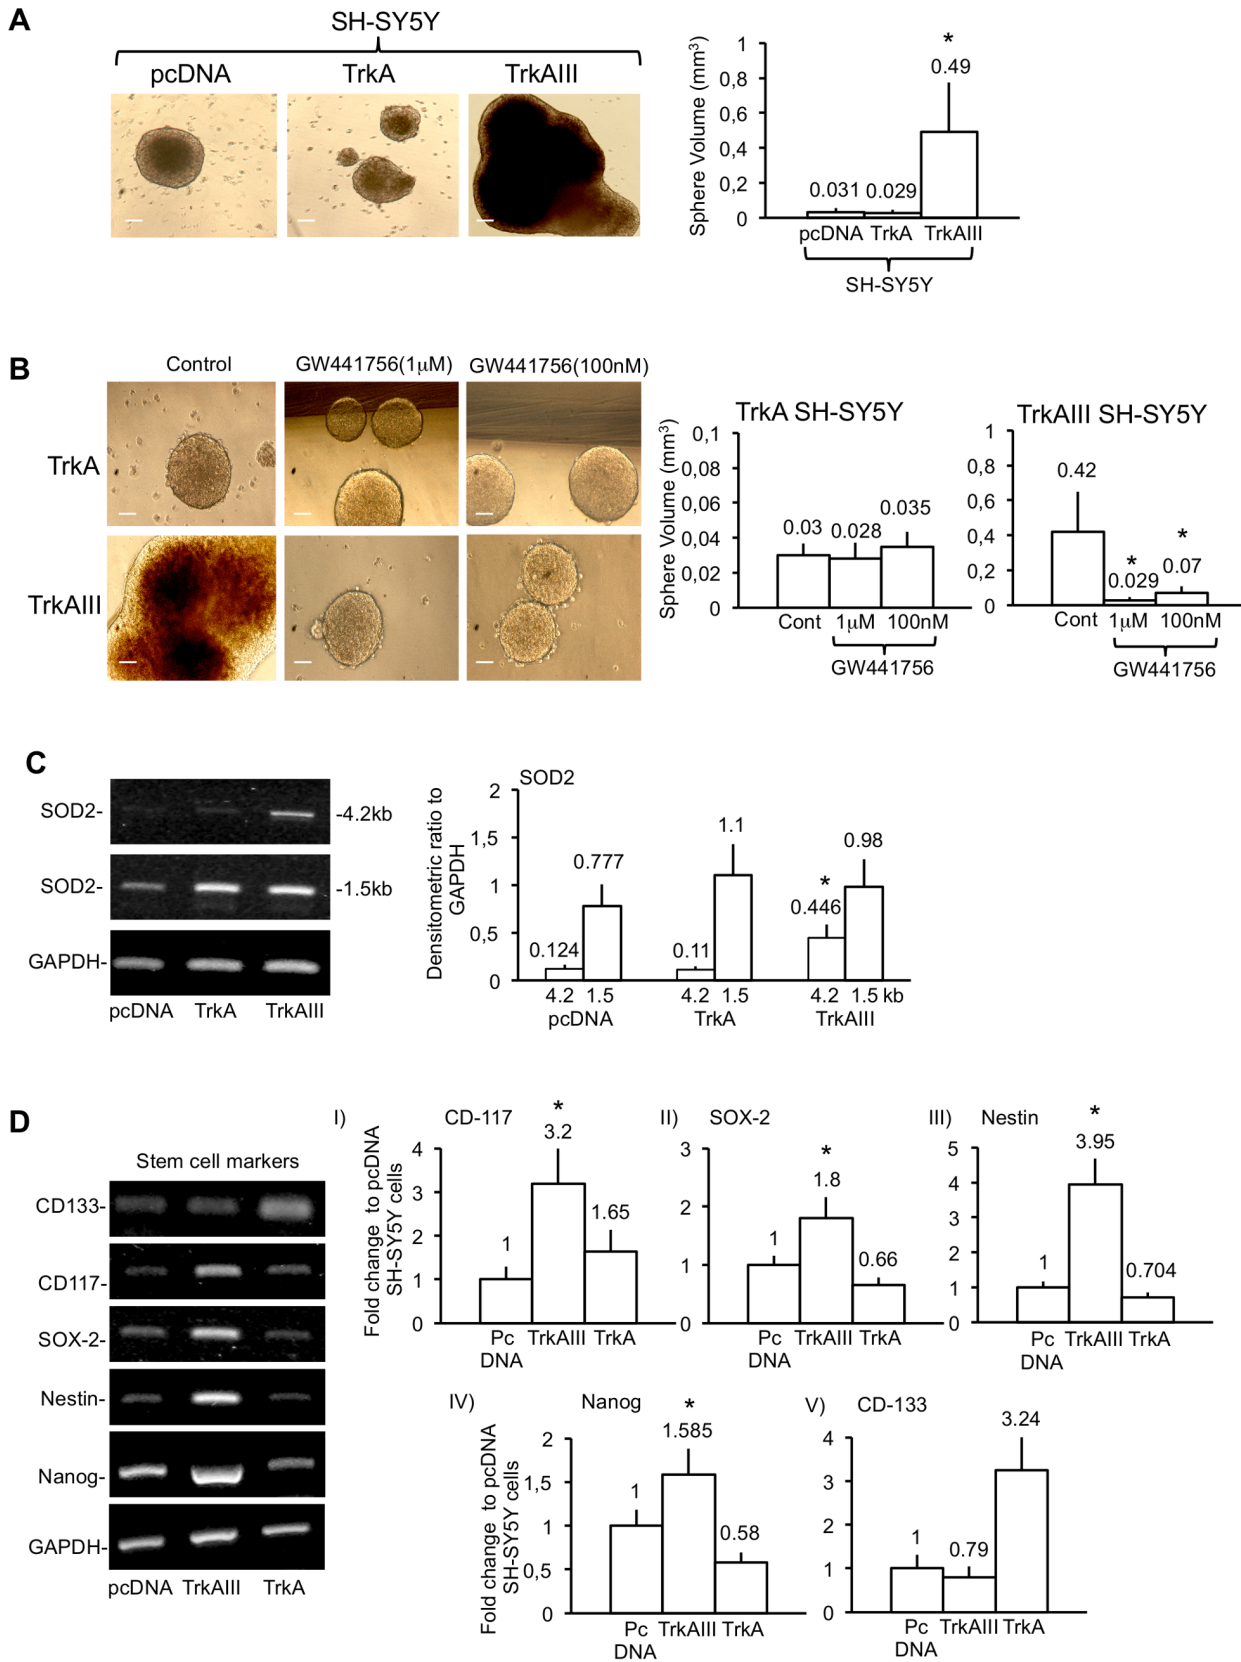 A
SH-SY5Y
pcDNA TrkA TrkAIII
Sphere Volume (mm³)
1
0,8
0,6
0,4
0,2
0
0.031 0.029 0.49 *
pcDNA TrkA TrkAIII
SH-SY5Y
B
Control GW441756(1µM) GW441756(100nM)
TrkA
TrkAIII
TrkA SH-SY5Y
Sphere Volume (mm³)
0,1
0,08
0,06
0,04
0,02
0
0.03 0.028 0.035
Cont 1µM 100nM
GW441756
TrkAIII SH-SY5Y
1
0,8
0,6
0,4
0,2
0
0.42 * 0.029 * 0.07
Cont 1µM 100nM
GW441756
C
SOD2- -4.2kb
SOD2- -1.5kb
GAPDH-
pcDNA TrkA TrkAIII
SOD2
Densitometric ratio to
GAPDH
2
1,5
1
0,5
0
0.124 0.777 0.11 1.1 * 0.446 0.98
4.2 1.5 4.2 1.5 4.2 1.5 kb
pcDNA TrkA TrkAIII
D
Stem cell markers
CD133-
CD117-
SOX-2-
Nestin-
Nanog-
GAPDH-
pcDNA TrkAIII TrkA
I) CD-117
Fold change to pcDNA
SH-SY5Y cells
4
3
2
1
0
1 * 3.2 1.65
Pc TrkAIII TrkA
DNA
II) SOX-2
3
2
1
0
1 * 1.8 0.66
Pc TrkAIII TrkA
DNA
III) Nestin
5
4
3
2
1
0
1 * 3.95 0.704
Pc TrkAIII TrkA
DNA
IV) Nanog
Fold change to pcDNA
SH-SY5Y cells
2
1,5
1
0,5
0
1 * 1.585 0.58
Pc TrkAIII TrkA
DNA
V) CD-133
4
3
2
1
0
1 0.79 3.24
Pc TrkAIII TrkA
DNA